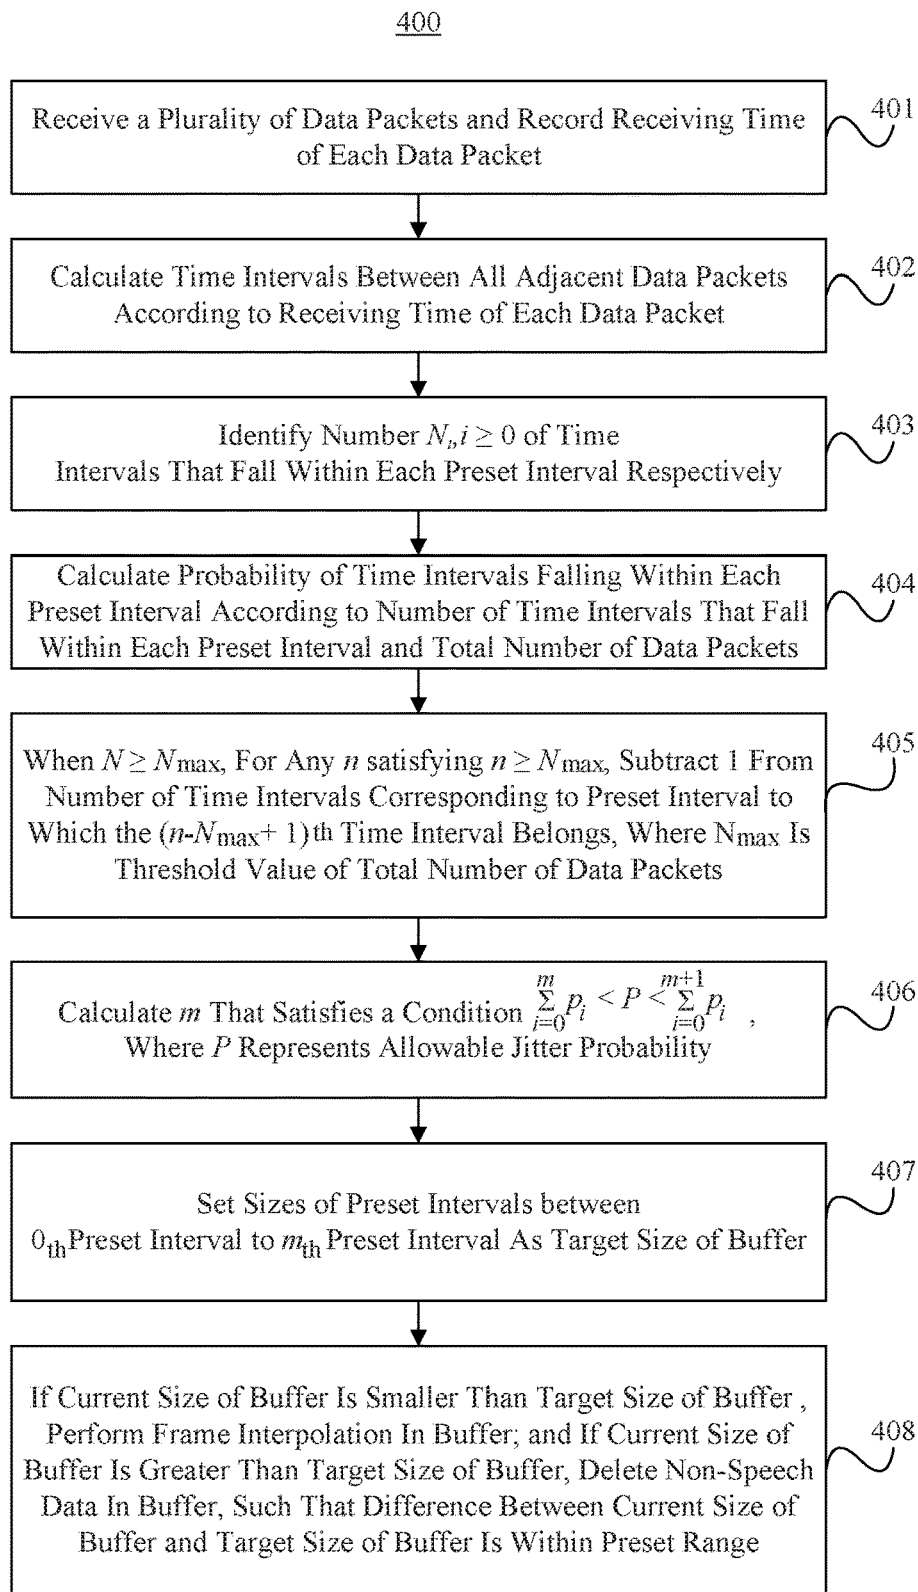 400
Receive a Plurality of Data Packets and Record Receiving Time
of Each Data Packet
401
Calculate Time Intervals Between All Adjacent Data Packets
According to Receiving Time of Each Data Packet
402
Identify Number Nᵢ, i ≥ 0 of Time
Intervals That Fall Within Each Preset Interval Respectively
403
Calculate Probability of Time Intervals Falling Within Each
Preset Interval According to Number of Time Intervals That Fall
Within Each Preset Interval and Total Number of Data Packets
404
When N ≥ Nmax, For Any n satisfying n ≥ Nmax, Subtract 1 From
Number of Time Intervals Corresponding to Preset Interval to
Which the (n-Nmax+ 1)th Time Interval Belongs, Where Nmax Is
Threshold Value of Total Number of Data Packets
405
Calculate m That Satisfies a Condition ∑_{i=0}^{m} pᵢ < P < ∑_{i=0}^{m+1} pᵢ ,
Where P Represents Allowable Jitter Probability
406
Set Sizes of Preset Intervals between
0th Preset Interval to mth Preset Interval As Target Size of Buffer
407
If Current Size of Buffer Is Smaller Than Target Size of Buffer ,
Perform Frame Interpolation In Buffer; and If Current Size of
Buffer Is Greater Than Target Size of Buffer, Delete Non-Speech
Data In Buffer, Such That Difference Between Current Size of
Buffer and Target Size of Buffer Is Within Preset Range
408